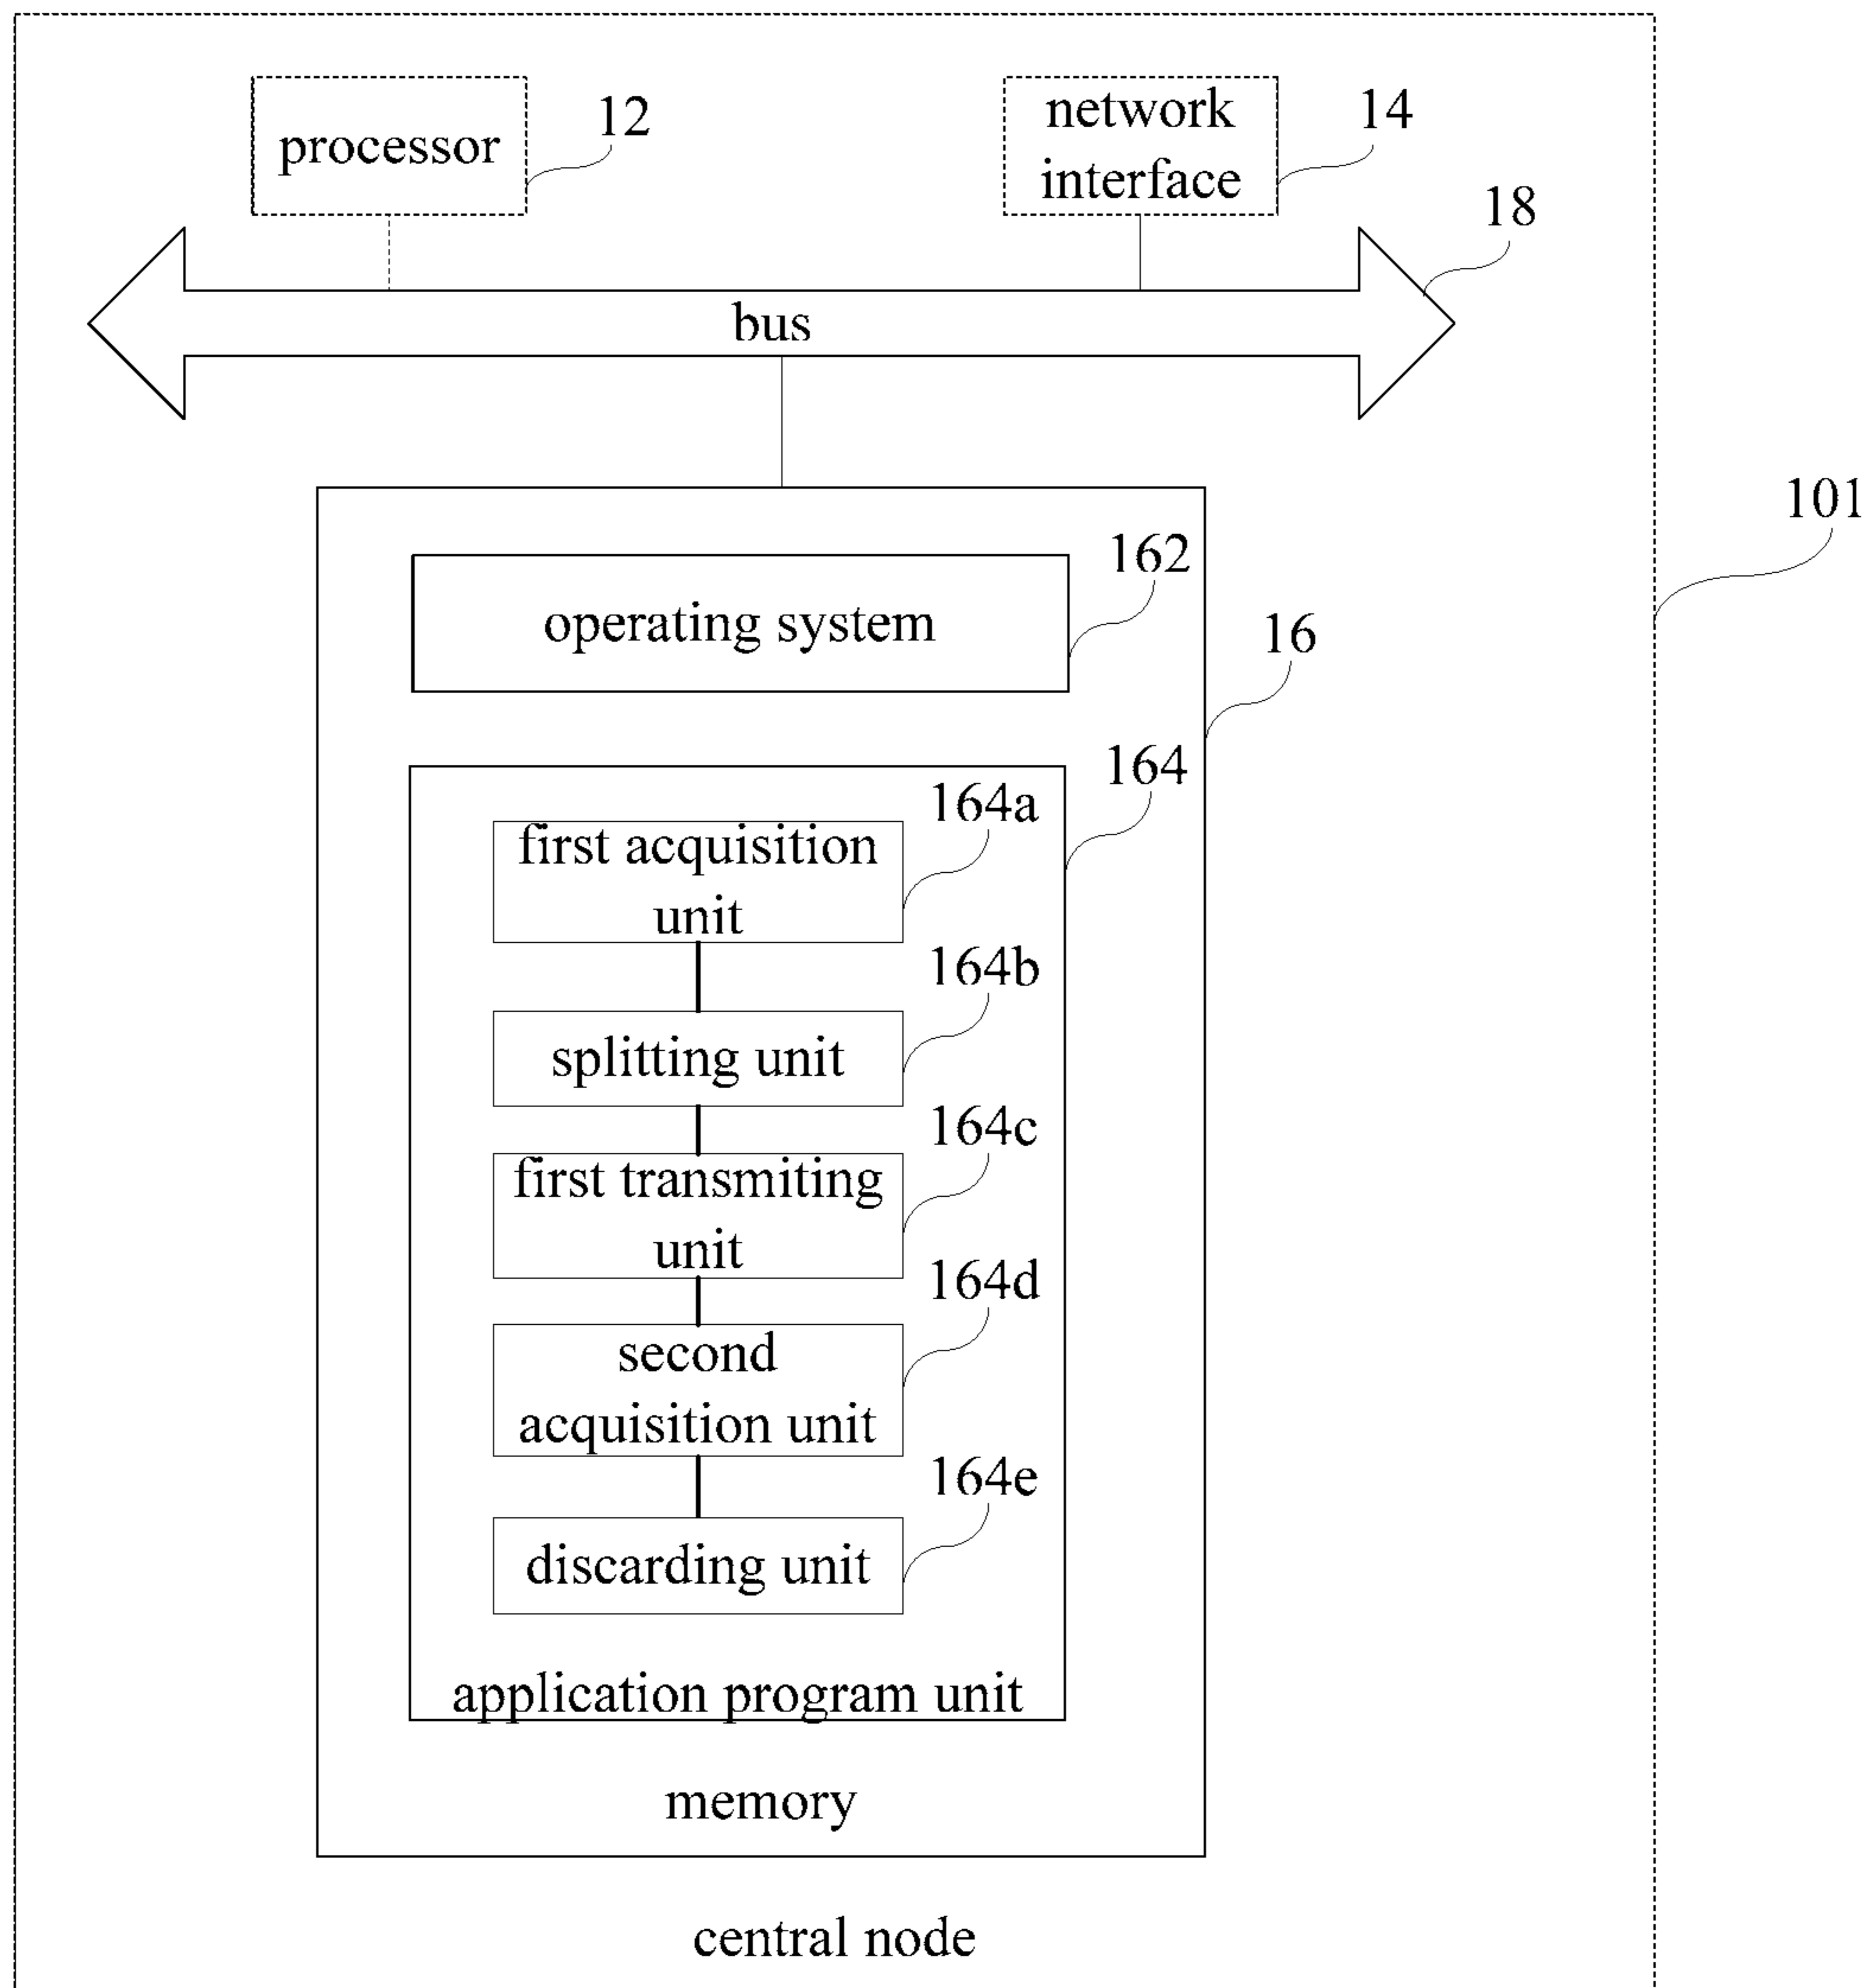 processor
12
network
interface
14
18
bus
101
162
operating system
16
164
164a
first acquisition
unit
164b
splitting unit
164c
first transmiting
unit
164d
second
acquisition unit
164e
discarding unit
application program unit
memory
central node